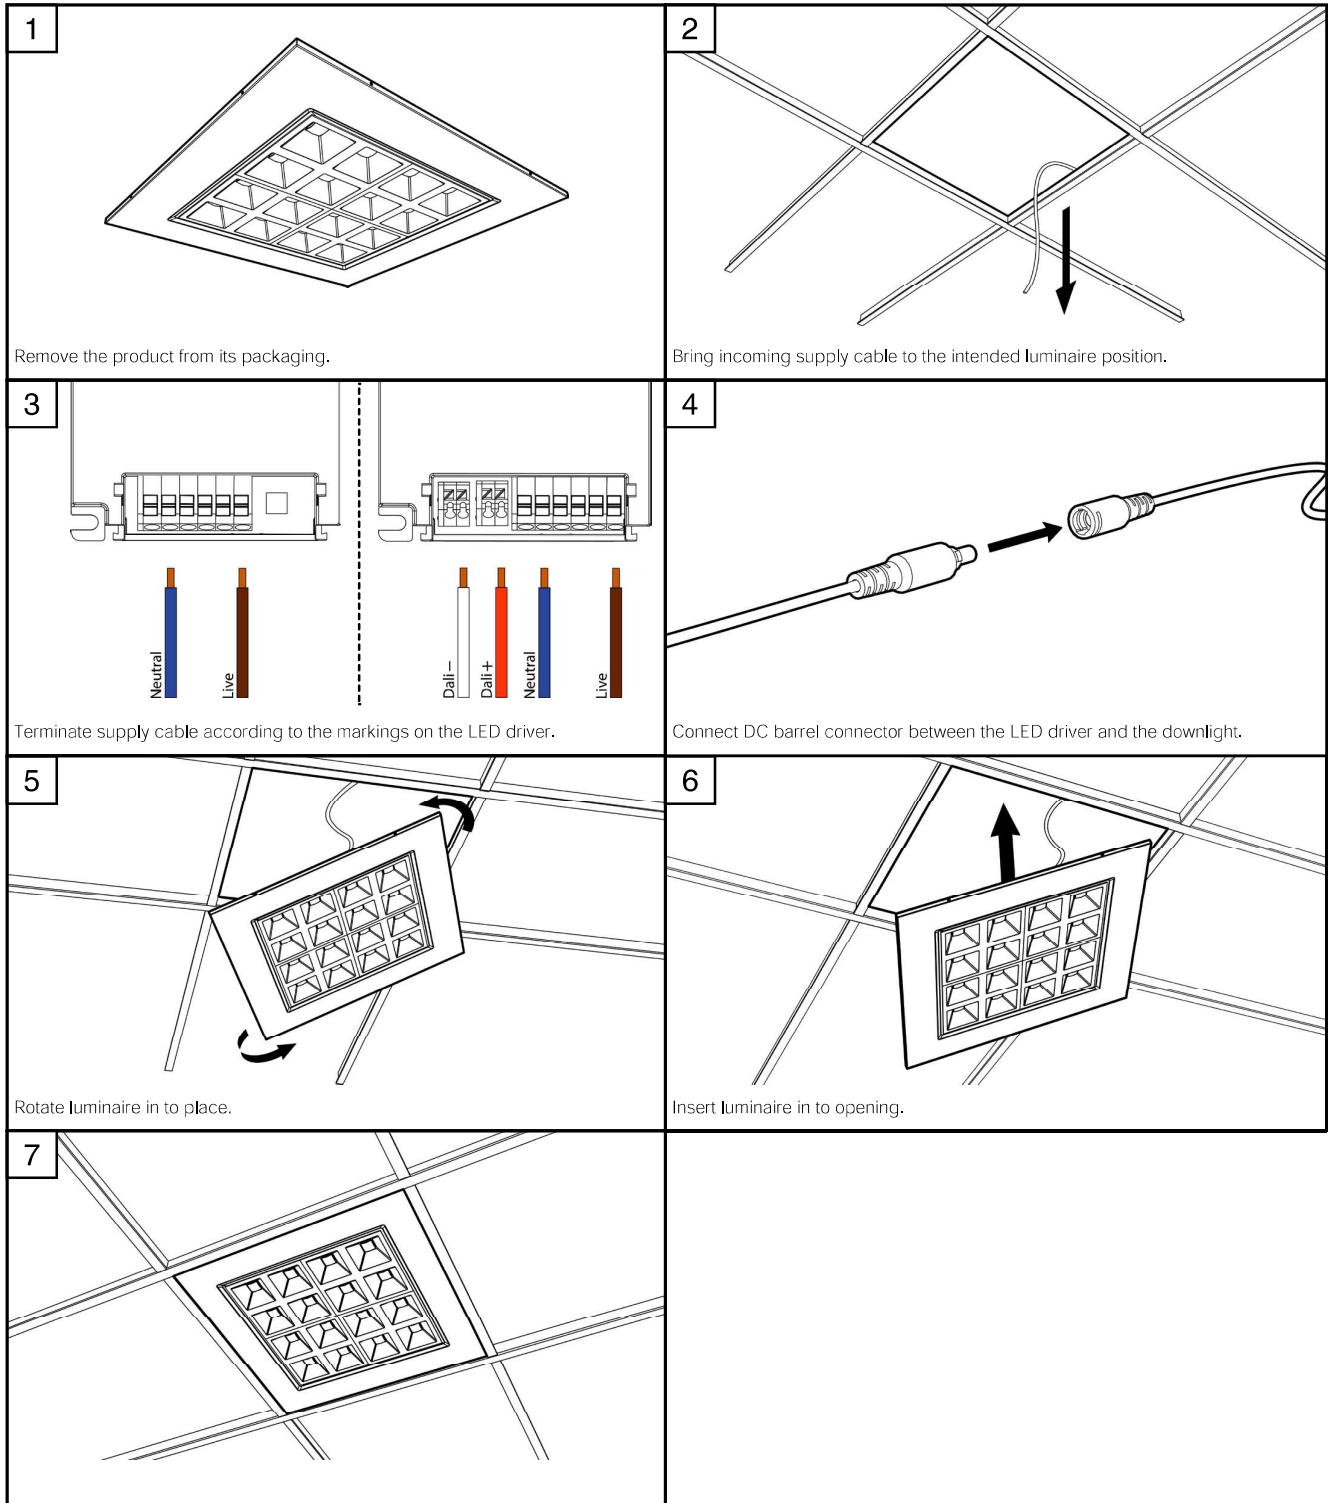 1
Remove the product from its packaging.
2
Bring incoming supply cable to the intended luminaire position.
3
Neutral
Live
Dali -
Dali +
Neutral
Live
Terminate supply cable according to the markings on the LED driver.
4
Connect DC barrel connector between the LED driver and the downlight.
5
Rotate luminaire in to place.
6
Insert luminaire in to opening.
7